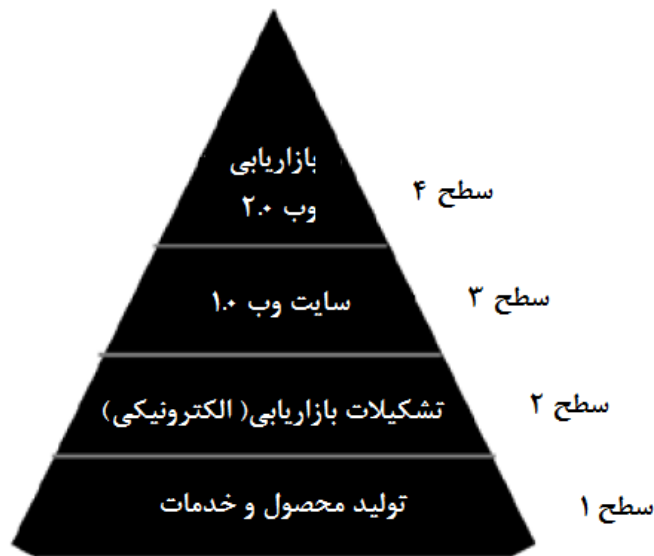 بازاریابی
وب ۲.۰
سطح ۴
سایت وب ۱.۰
سطح ۳
تشکیلات بازاریابی( الکترونیکی)
سطح ۲
تولید محصول و خدمات
سطح ۱